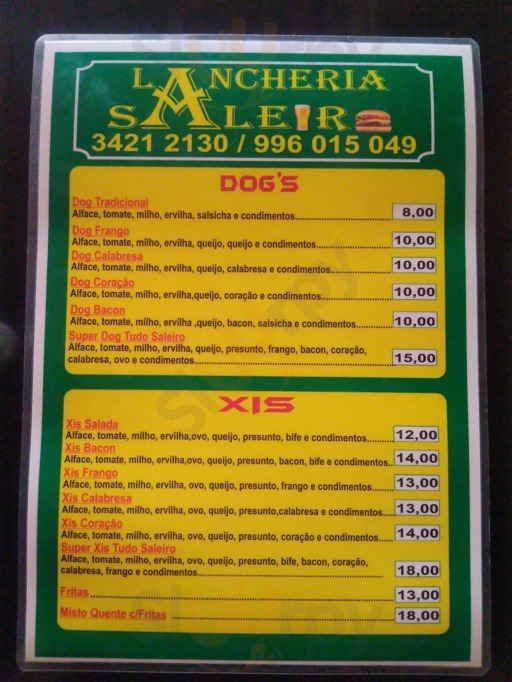 LANCHERIA
SALEIRO
3421 2130 / 996 015 049
DOG'S
Dog Tradicional
Alface, tomate, milho, ervilha, salsicha e condimentos 8,00
Dog Frango
Alface, tomate, milho, ervilha, queijo, queijo e condimentos 10,00
Dog Calabresa
Alface, tomate, milho, ervilha, queijo, calabresa e condimentos 10,00
Dog Coração
Alface, tomate, milho, ervilha,queijo, coração e condimentos 10,00
Dog Bacon
Alface, tomate, milho, ervilha ,queijo, bacon, salsicha e condimentos 10,00
Super Dog Tudo Saleiro
Alface, tomate, milho, ervilha, queijo, presunto, frango, bacon, coração,
calabresa, ovo e condimentos 15,00
XIS
Xis Salada
Alface, tomate, milho, ervilha,ovo, queijo, presunto, bife e condimentos 12,00
Xis Bacon
Alface, tomate, milho, ervilha,ovo, queijo, presunto, bacon, bife e condimentos 14,00
Xis Frango
Alface, tomate, milho, ervilha, ovo, queijo, presunto, frango e condimentos 13,00
Xis Calabresa
Alface, tomate, milho, ervilha, ovo, queijo, presunto,calabresa e condimentos 13,00
Xis Coração
Alface, tomate, milho, ervilha, ovo, queijo, presunto, coração e condimentos 14,00
Super Xis Tudo Saleiro
Alface, tomate, milho, ervilha, ovo, queijo, presunto, bife, bacon, coração,
calabresa, frango e condimentos 18,00
Fritas 13,00
Misto Quente c/Fritas 18,00